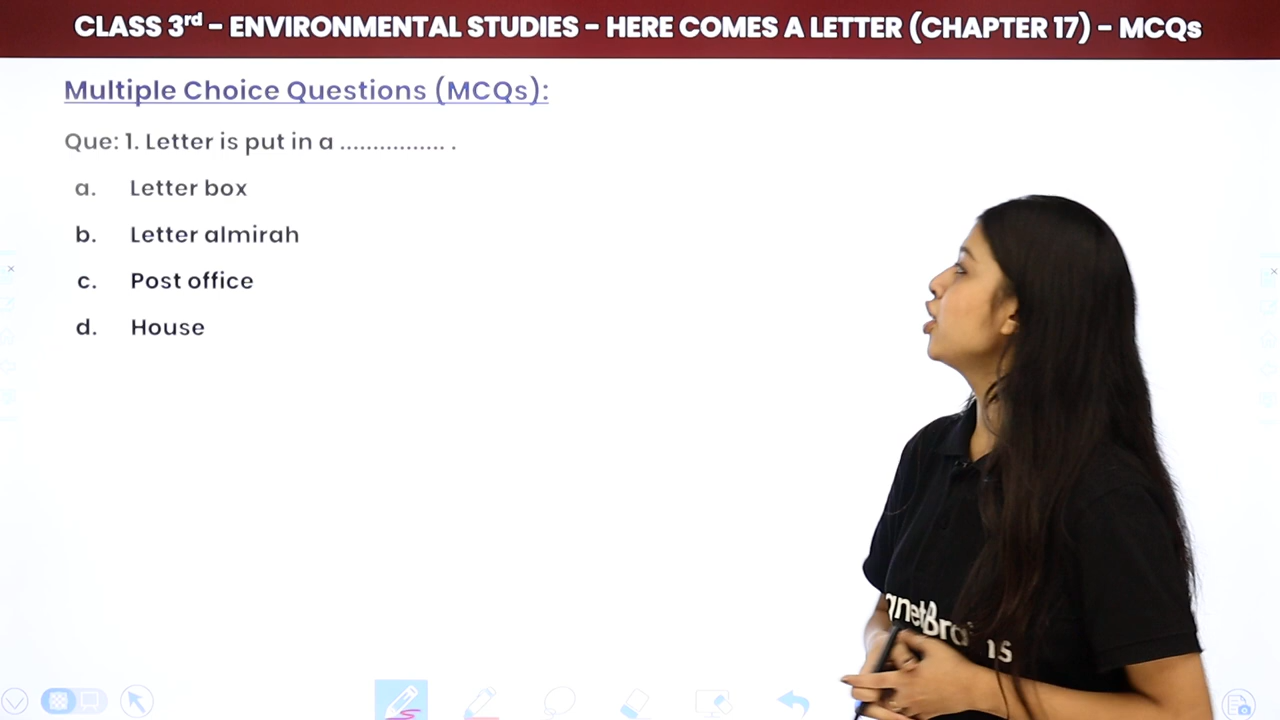 CLASS 3rd – ENVIRONMENTAL STUDIES – HERE COMES A LETTER (CHAPTER 17) – MCQs
Multiple Choice Questions (MCQs):
Que: 1. Letter is put in a ................ .
a. Letter box
b. Letter almirah
c. Post office
d. House